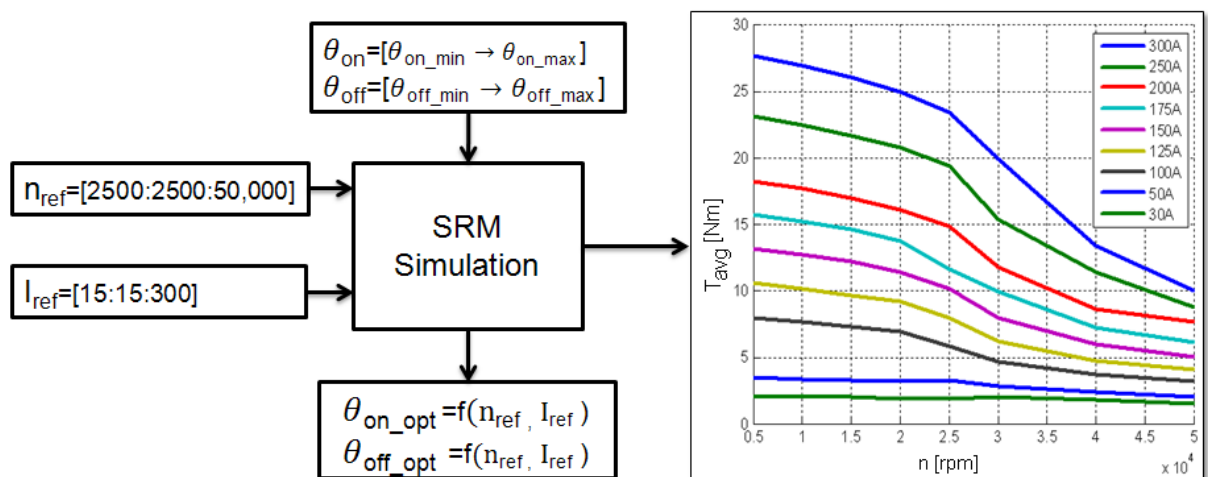 θon=[θon_min → θon_max]
θoff=[θoff_min → θoff_max]
nref=[2500:2500:50,000]
Iref=[15:15:300]
SRM
Simulation
θon_opt =f(nref , Iref )
θoff_opt =f(nref , Iref )
Tavg [Nm]
30
25
20
15
10
5
0
0.5
1
1.5
2
2.5
3
3.5
4
4.5
5
n [rpm]
x 10^4
300A
250A
200A
175A
150A
125A
100A
50A
30A